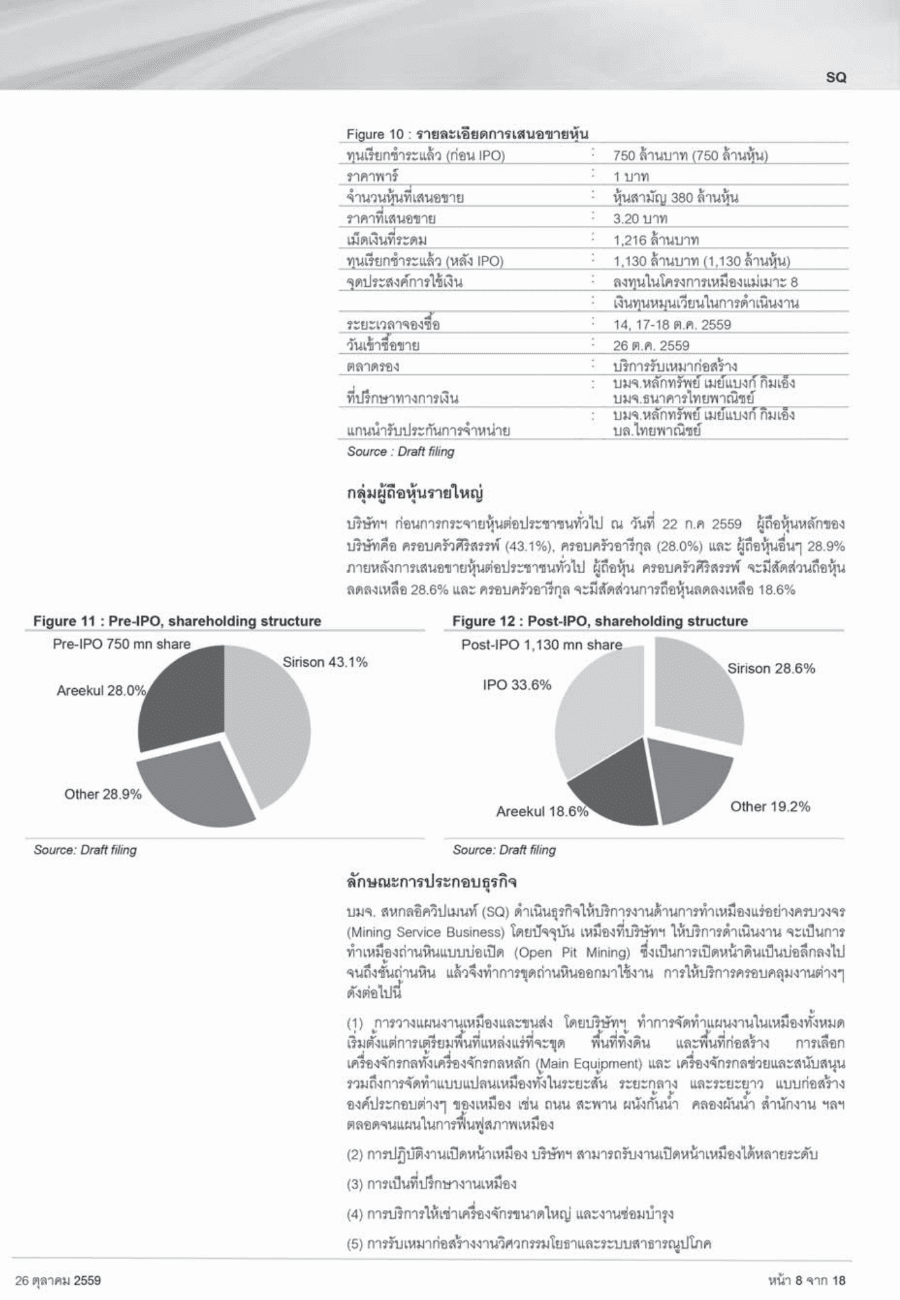 SQ
Figure 10 : รายละเอียดการเสนอขายหุ้น
ทุนเรียกชำระแล้ว (ก่อน IPO) : 750 ล้านบาท (750 ล้านหุ้น)
ราคาพาร์ : 1 บาท
จำนวนหุ้นที่เสนอขาย : หุ้นสามัญ 380 ล้านหุ้น
ราคาที่เสนอขาย : 3.20 บาท
เม็ดเงินที่ระดม : 1,216 ล้านบาท
ทุนเรียกชำระแล้ว (หลัง IPO) : 1,130 ล้านบาท (1,130 ล้านหุ้น)
จุดประสงค์การใช้เงิน : ลงทุนในโครงการเหมืองแม่เมาะ 8
: เงินทุนหมุนเวียนในการดำเนินงาน
ระยะเวลาจองซื้อ : 14, 17-18 ต.ค. 2559
วันเข้าซื้อขาย : 26 ต.ค. 2559
ตลาดรอง : บริการรับเหมาก่อสร้าง
: บมจ.หลักทรัพย์ เมย์แบงก์ กิมเอ็ง
ที่ปรึกษาทางการเงิน บมจ.ธนาคารไทยพาณิชย์
: บมจ.หลักทรัพย์ เมย์แบงก์ กิมเอ็ง
แกนนำรับประกันการจำหน่าย บล.ไทยพาณิชย์
Source : Draft filing
กลุ่มผู้ถือหุ้นรายใหญ่
บริษัทฯ ก่อนการกระจายหุ้นต่อประชาชนทั่วไป ณ วันที่ 22 ก.ค 2559 ผู้ถือหุ้นหลักของ
บริษัทคือ ครอบครัวศิริสรรพ์ (43.1%), ครอบครัวอารีกุล (28.0%) และ ผู้ถือหุ้นอื่นๆ 28.9%
ภายหลังการเสนอขายหุ้นต่อประชาชนทั่วไป ผู้ถือหุ้น ครอบครัวศิริสรรพ์ จะมีสัดส่วนถือหุ้น
ลดลงเหลือ 28.6% และ ครอบครัวอารีกุล จะมีสัดส่วนการถือหุ้นลดลงเหลือ 18.6%
Figure 11 : Pre-IPO, shareholding structure
Pre-IPO 750 mn share
Sirison 43.1%
Areekul 28.0%
Other 28.9%
Source: Draft filing
Figure 12 : Post-IPO, shareholding structure
Post-IPO 1,130 mn share
Sirison 28.6%
IPO 33.6%
Areekul 18.6%
Other 19.2%
Source: Draft filing
ลักษณะการประกอบธุรกิจ
บมจ. สหกลอิควิปเมนท์ (SQ) ดำเนินธุรกิจให้บริการงานด้านการทำเหมืองแร่อย่างครบวงจร
(Mining Service Business) โดยปัจจุบัน เหมืองที่บริษัทฯ ให้บริการดำเนินงาน จะเป็นการ
ทำเหมืองถ่านหินแบบบ่อเปิด (Open Pit Mining) ซึ่งเป็นการเปิดหน้าดินเป็นบ่อลึกลงไป
จนถึงชั้นถ่านหิน แล้วจึงทำการขุดถ่านหินออกมาใช้งาน การให้บริการครอบคลุมงานต่างๆ
ดังต่อไปนี้
(1) การวางแผนงานเหมืองและขนส่ง โดยบริษัทฯ ทำการจัดทำแผนงานในเหมืองทั้งหมด
เริ่มตั้งแต่การเตรียมพื้นที่แหล่งแร่ที่จะขุด พื้นที่ทิ้งดิน และพื้นที่ก่อสร้าง การเลือก
เครื่องจักรกลทั้งเครื่องจักรกลหลัก (Main Equipment) และ เครื่องจักรกลช่วยและสนับสนุน
รวมถึงการจัดทำแบบแปลนเหมืองทั้งในระยะสั้น ระยะกลาง และระยะยาว แบบก่อสร้าง
องค์ประกอบต่างๆ ของเหมือง เช่น ถนน สะพาน ผนังกั้นน้ำ คลองผันน้ำ สำนักงาน ฯลฯ
ตลอดจนแผนในการฟื้นฟูสภาพเหมือง
(2) การปฏิบัติงานเปิดหน้าเหมือง บริษัทฯ สามารถรับงานเปิดหน้าเหมืองได้หลายระดับ
(3) การเป็นที่ปรึกษางานเหมือง
(4) การบริการให้เช่าเครื่องจักรขนาดใหญ่ และงานซ่อมบำรุง
(5) การรับเหมาก่อสร้างงานวิศวกรรมโยธาและระบบสาธารณูปโภค
26 ตุลาคม 2559
หน้า 8 จาก 18